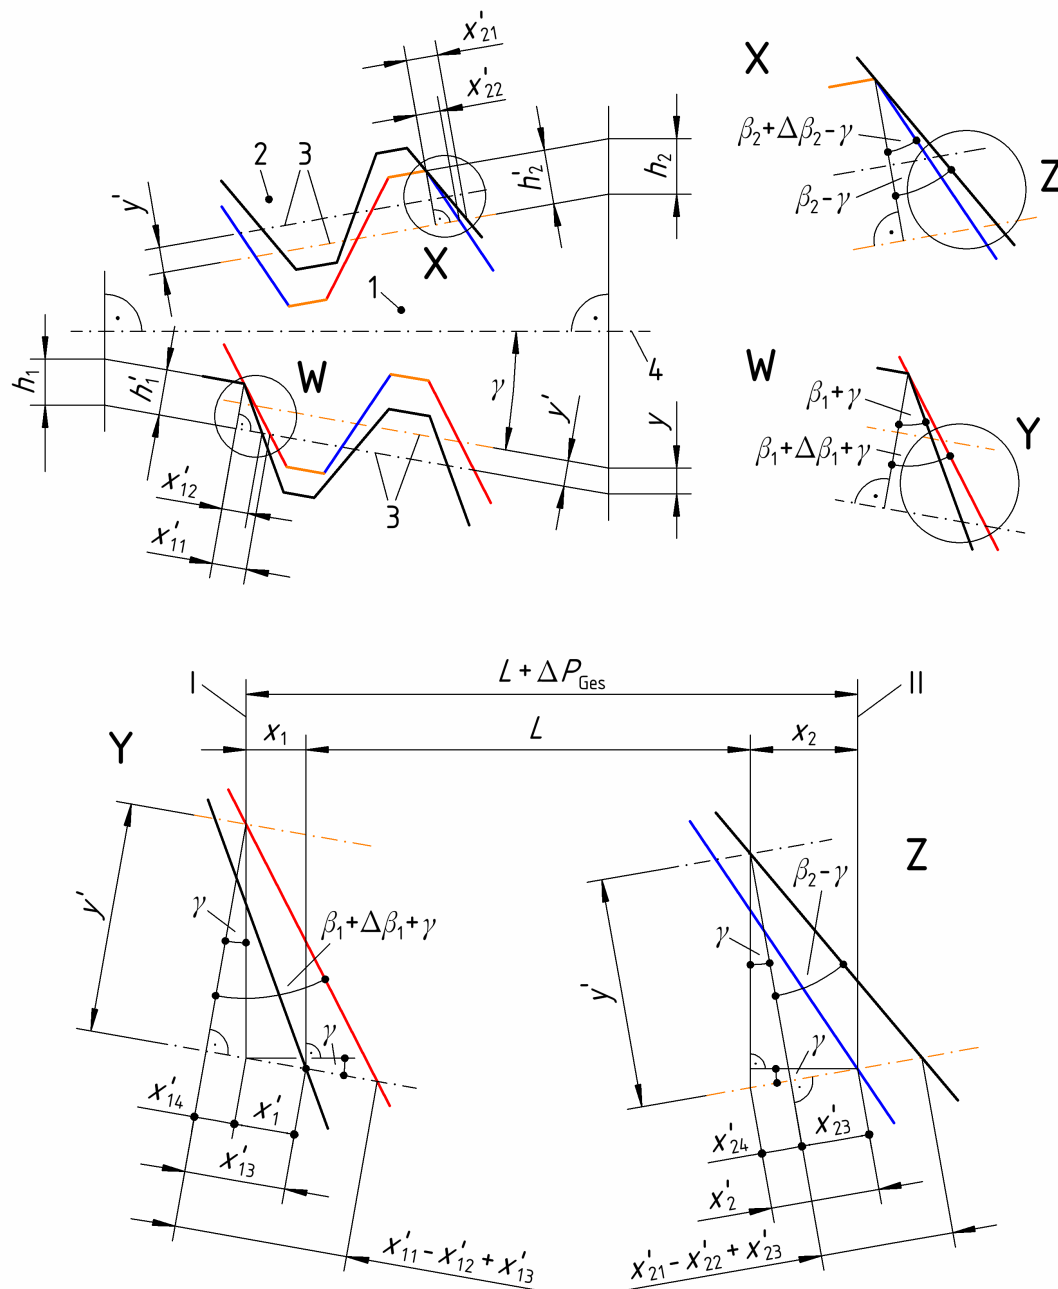 x'21
x'22
X
2
3
y'
h'2
h2
β2+Δβ2−γ
β2−γ
Z
X
1
4
W
h1
h'1
γ
y'
y
W
β1+γ
β1+Δβ1+γ
Y
x'12
x'11
3
I
L + ΔPGes
II
x1
L
x2
Y
Z
y'
γ
β1+Δβ1+γ
γ
β2−γ
γ
y'
γ
x'14
x'1
x'13
x'11−x'12+x'13
x'24
x'23
x'2
x'21−x'22+x'23